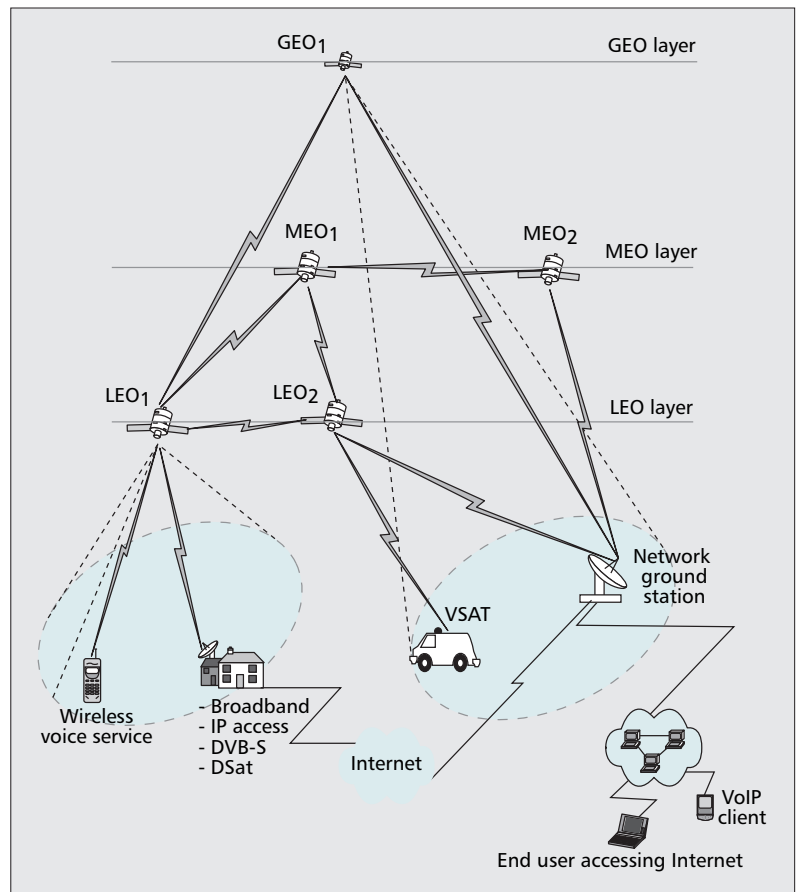 GEO1
GEO layer
MEO1
MEO2
MEO layer
LEO1
LEO2
LEO layer
Network
ground
station
VSAT
Wireless
voice service
- Broadband
- IP access
- DVB-S
- DSat
Internet
VoIP
client
End user accessing Internet